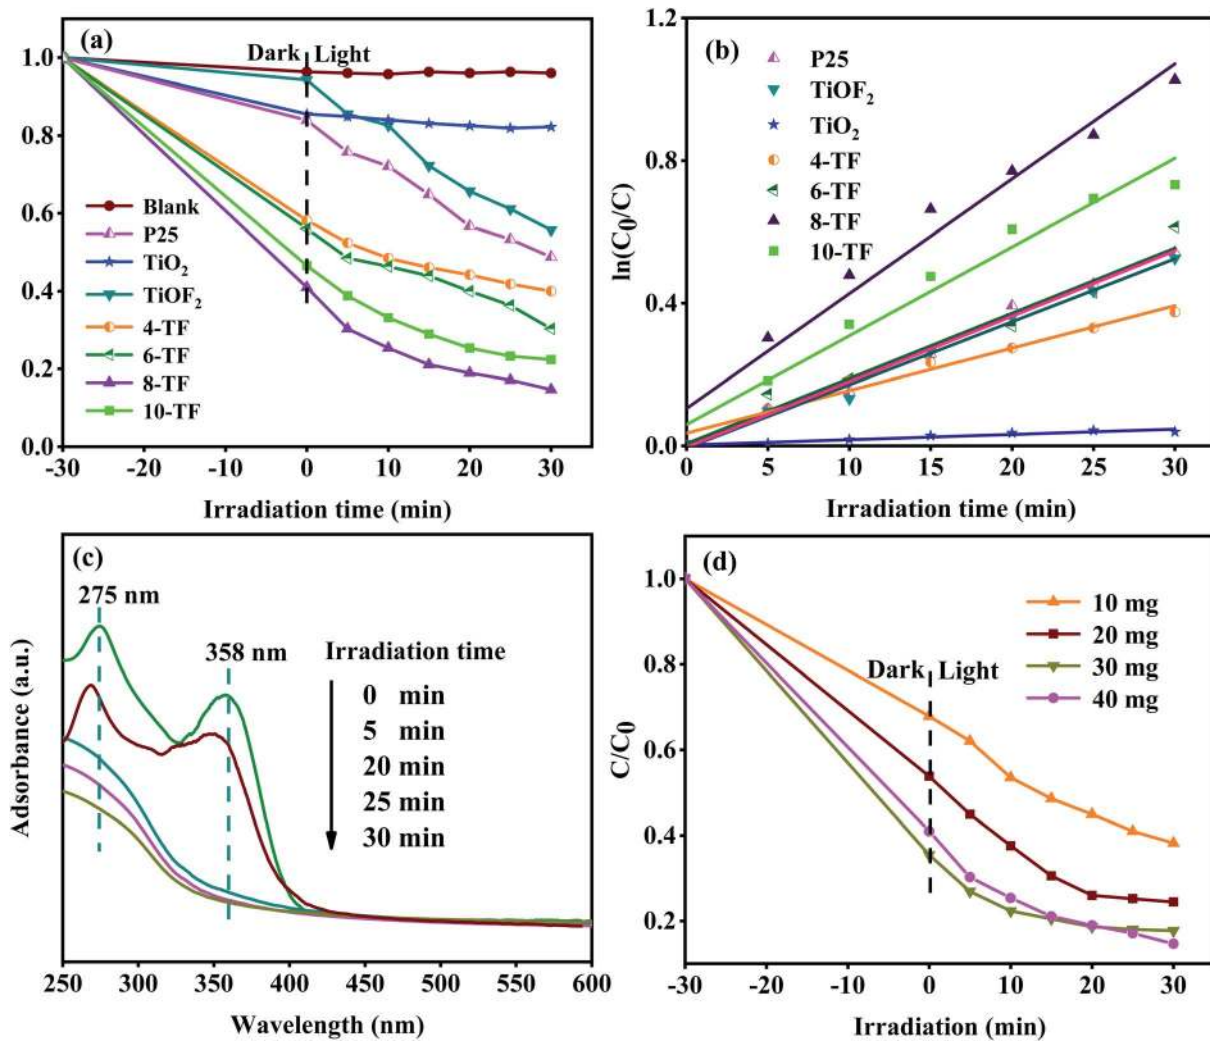 (a)
Dark Light
1.0
0.8
0.6
0.4
0.2
0.0
Blank
P25
TiO₂
TiOF₂
4-TF
6-TF
8-TF
10-TF
-30 -20 -10 0 10 20 30
Irradiation time (min)
(b)
ln(C₀/C)
1.2
0.8
0.4
0.0
P25
TiOF₂
TiO₂
4-TF
6-TF
8-TF
10-TF
0 5 10 15 20 25 30
Irradiation time (min)
(c)
Adsorbance (a.u.)
275 nm
358 nm
Irradiation time
0 min
5 min
20 min
25 min
30 min
250 300 350 400 450 500 550 600
Wavelength (nm)
(d)
C/C₀
1.0
0.8
0.6
0.4
0.2
Dark Light
10 mg
20 mg
30 mg
40 mg
-30 -20 -10 0 10 20 30
Irradiation (min)